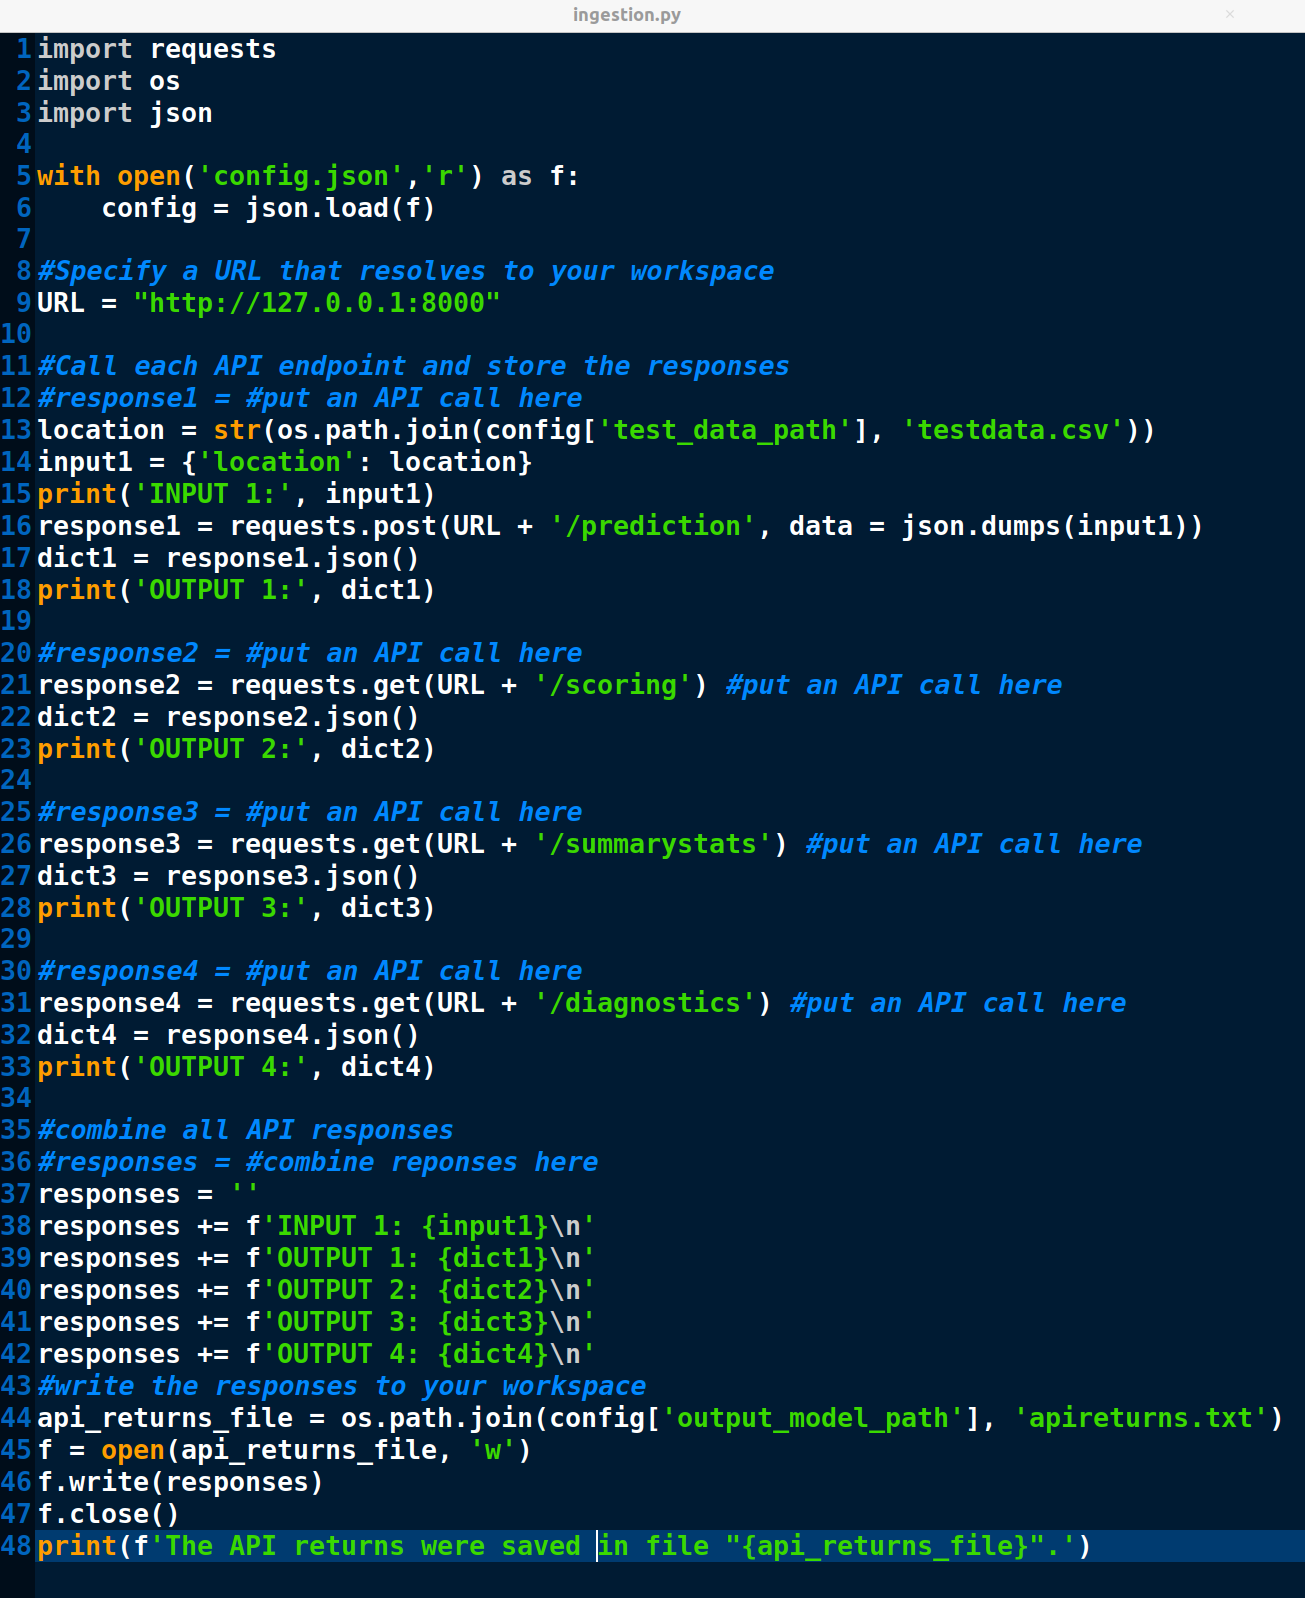 ingestion.py ×
1 import requests
2 import os
3 import json
4
5 with open('config.json','r') as f:
6     config = json.load(f)
7
8 #Specify a URL that resolves to your workspace
9 URL = "http://127.0.0.1:8000"
10
11 #Call each API endpoint and store the responses
12 #response1 = #put an API call here
13 location = str(os.path.join(config['test_data_path'], 'testdata.csv'))
14 input1 = {'location': location}
15 print('INPUT 1:', input1)
16 response1 = requests.post(URL + '/prediction', data = json.dumps(input1))
17 dict1 = response1.json()
18 print('OUTPUT 1:', dict1)
19
20 #response2 = #put an API call here
21 response2 = requests.get(URL + '/scoring') #put an API call here
22 dict2 = response2.json()
23 print('OUTPUT 2:', dict2)
24
25 #response3 = #put an API call here
26 response3 = requests.get(URL + '/summarystats') #put an API call here
27 dict3 = response3.json()
28 print('OUTPUT 3:', dict3)
29
30 #response4 = #put an API call here
31 response4 = requests.get(URL + '/diagnostics') #put an API call here
32 dict4 = response4.json()
33 print('OUTPUT 4:', dict4)
34
35 #combine all API responses
36 #responses = #combine reponses here
37 responses = ''
38 responses += f'INPUT 1: {input1}\n'
39 responses += f'OUTPUT 1: {dict1}\n'
40 responses += f'OUTPUT 2: {dict2}\n'
41 responses += f'OUTPUT 3: {dict3}\n'
42 responses += f'OUTPUT 4: {dict4}\n'
43 #write the responses to your workspace
44 api_returns_file = os.path.join(config['output_model_path'], 'apireturns.txt')
45 f = open(api_returns_file, 'w')
46 f.write(responses)
47 f.close()
48 print(f'The API returns were saved in file "{api_returns_file}".')